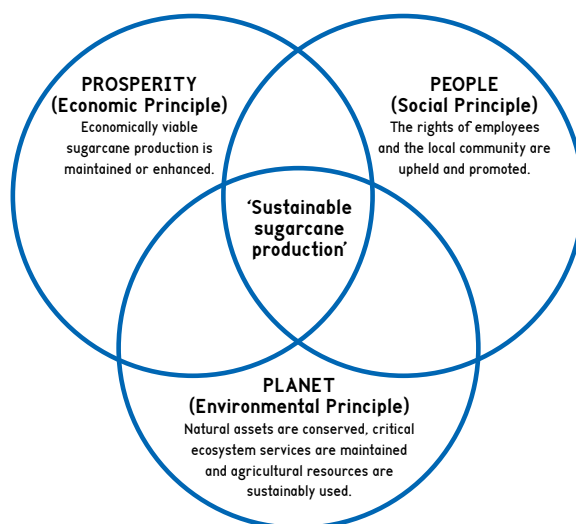 PROSPERITY
(Economic Principle)
Economically viable
sugarcane production is
maintained or enhanced.
PEOPLE
(Social Principle)
The rights of employees
and the local community are
upheld and promoted.
‘Sustainable
sugarcane
production’
PLANET
(Environmental Principle)
Natural assets are conserved, critical
ecosystem services are maintained
and agricultural resources are
sustainably used.